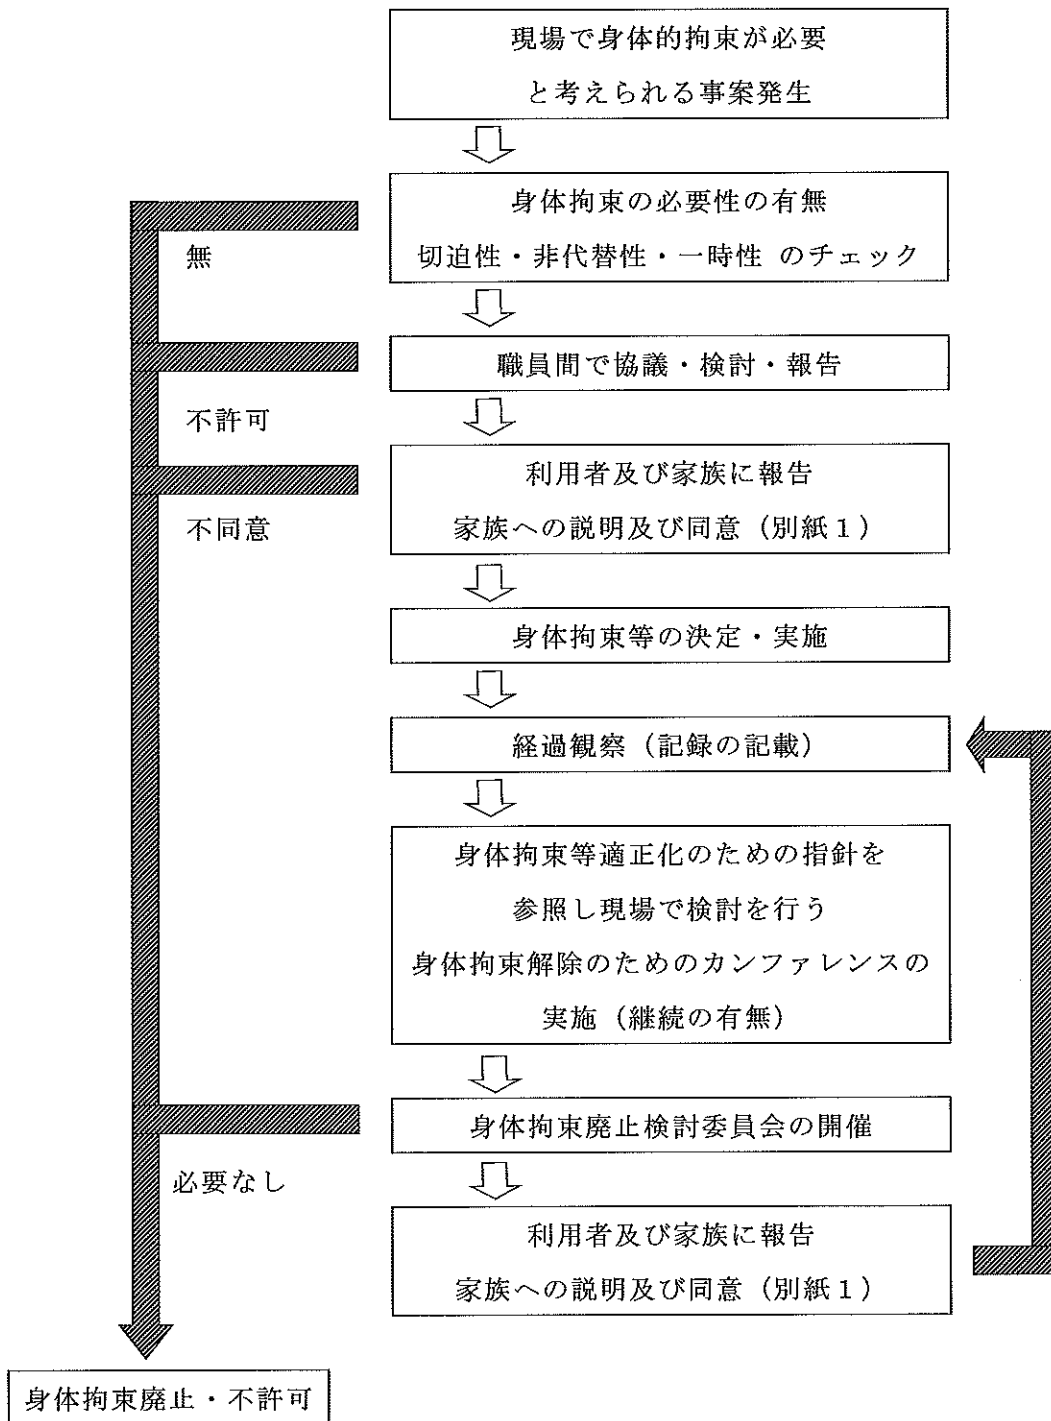 現場で身体的拘束が必要
と考えられる事案発生
身体拘束の必要性の有無
切迫性・非代替性・一時性 のチェック
無
職員間で協議・検討・報告
不許可
利用者及び家族に報告
家族への説明及び同意（別紙１）
不同意
身体拘束等の決定・実施
経過観察（記録の記載）
身体拘束等適正化のための指針を
参照し現場で検討を行う
身体拘束解除のためのカンファレンスの
実施（継続の有無）
身体拘束廃止検討委員会の開催
必要なし
利用者及び家族に報告
家族への説明及び同意（別紙１）
身体拘束廃止・不許可